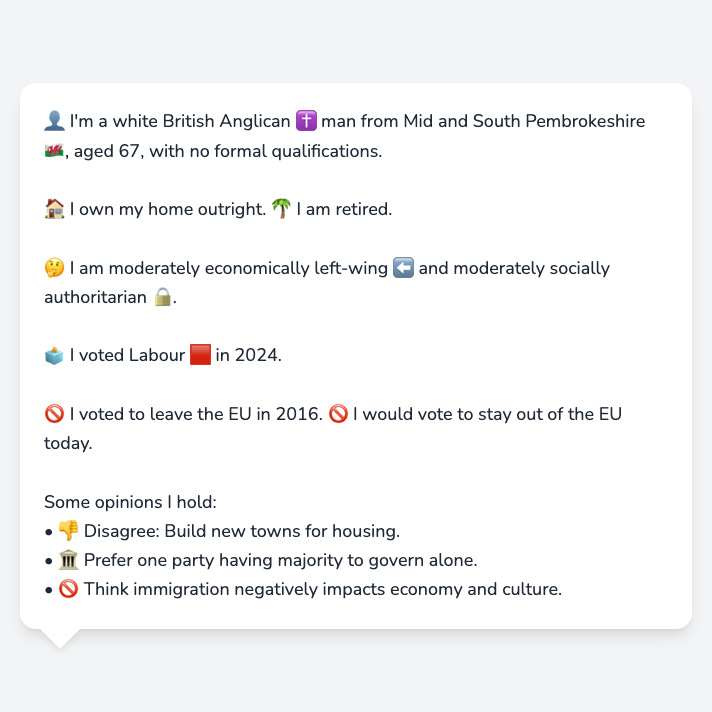 👤 I'm a white British Anglican ✝️ man from Mid and South Pembrokeshire
🏴󠁧󠁢󠁷󠁬󠁳󠁿, aged 67, with no formal qualifications.
🏠 I own my home outright. 🌴 I am retired.
🤔 I am moderately economically left-wing ⬅️ and moderately socially
authoritarian 🔒.
🗳️ I voted Labour 🟥 in 2024.
🚫 I voted to leave the EU in 2016. 🚫 I would vote to stay out of the EU
today.
Some opinions I hold:
• 👎 Disagree: Build new towns for housing.
• 🏛️ Prefer one party having majority to govern alone.
• 🚫 Think immigration negatively impacts economy and culture.